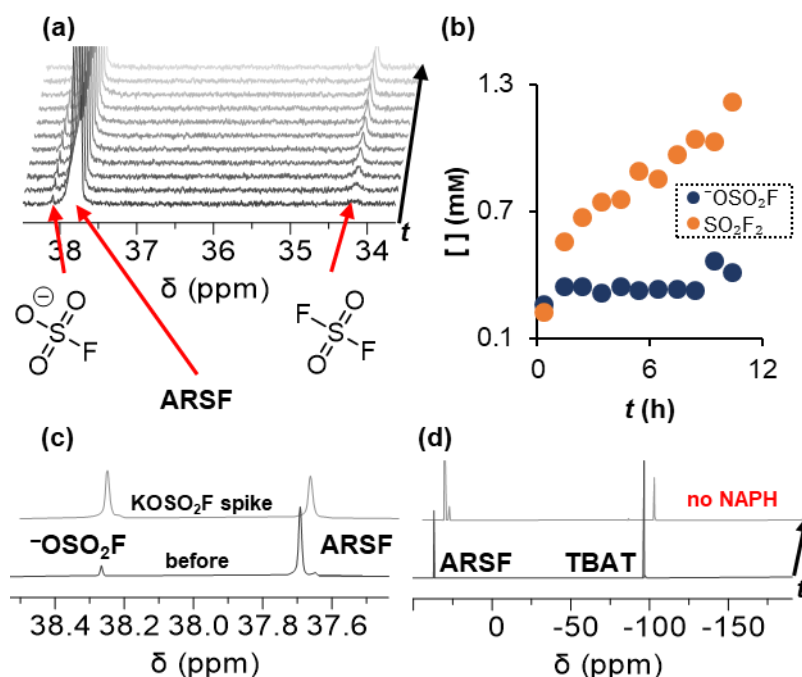 (a)
38 37 36 35 34
t
δ (ppm)
O ⊖ O S F O
F O S O F
ARSF
(b)
1.3
0.7
0.1
[ ] (mM)
⁻OSO₂F
SO₂F₂
0 6 12
t (h)
(c)
KOSO₂F spike
⁻OSO₂F
before
ARSF
38.4 38.2 38.0 37.8 37.6
δ (ppm)
(d)
no NAPH
ARSF TBAT
t
0 -50 -100 -150
δ (ppm)